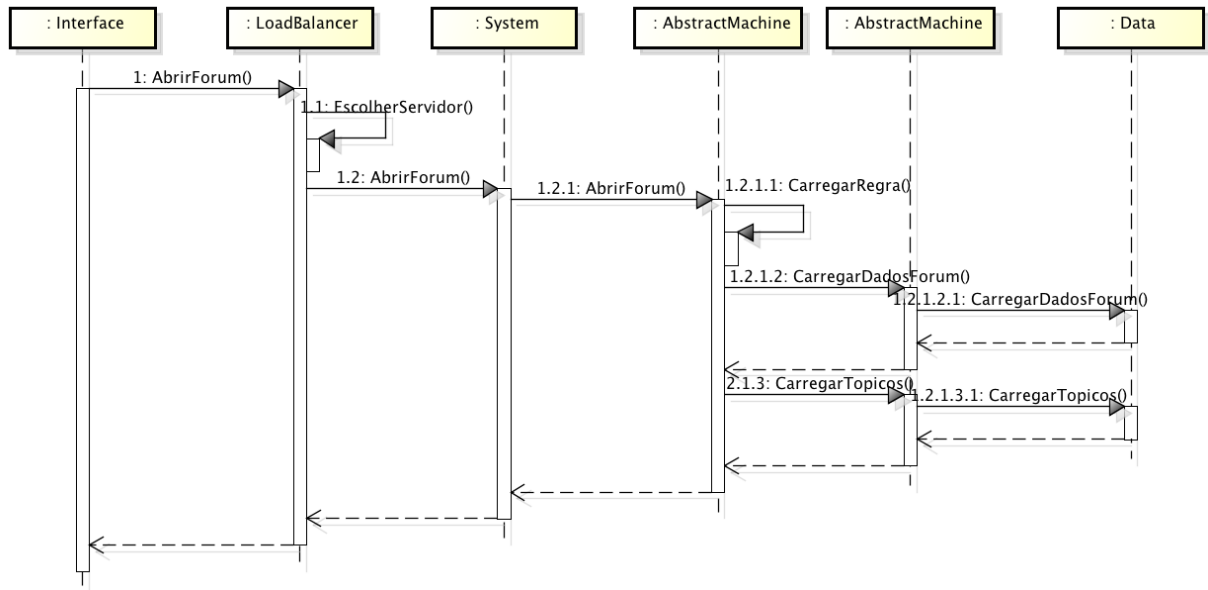 : Interface
: LoadBalancer
: System
: AbstractMachine
: AbstractMachine
: Data
1: AbrirForum()
1.1: EscolherServidor()
1.2: AbrirForum()
1.2.1: AbrirForum()
1.2.1.1: CarregarRegra()
1.2.1.2: CarregarDadosForum()
1.2.1.2.1: CarregarDadosForum()
2.1.3: CarregarTopicos()
1.2.1.3.1: CarregarTopicos()